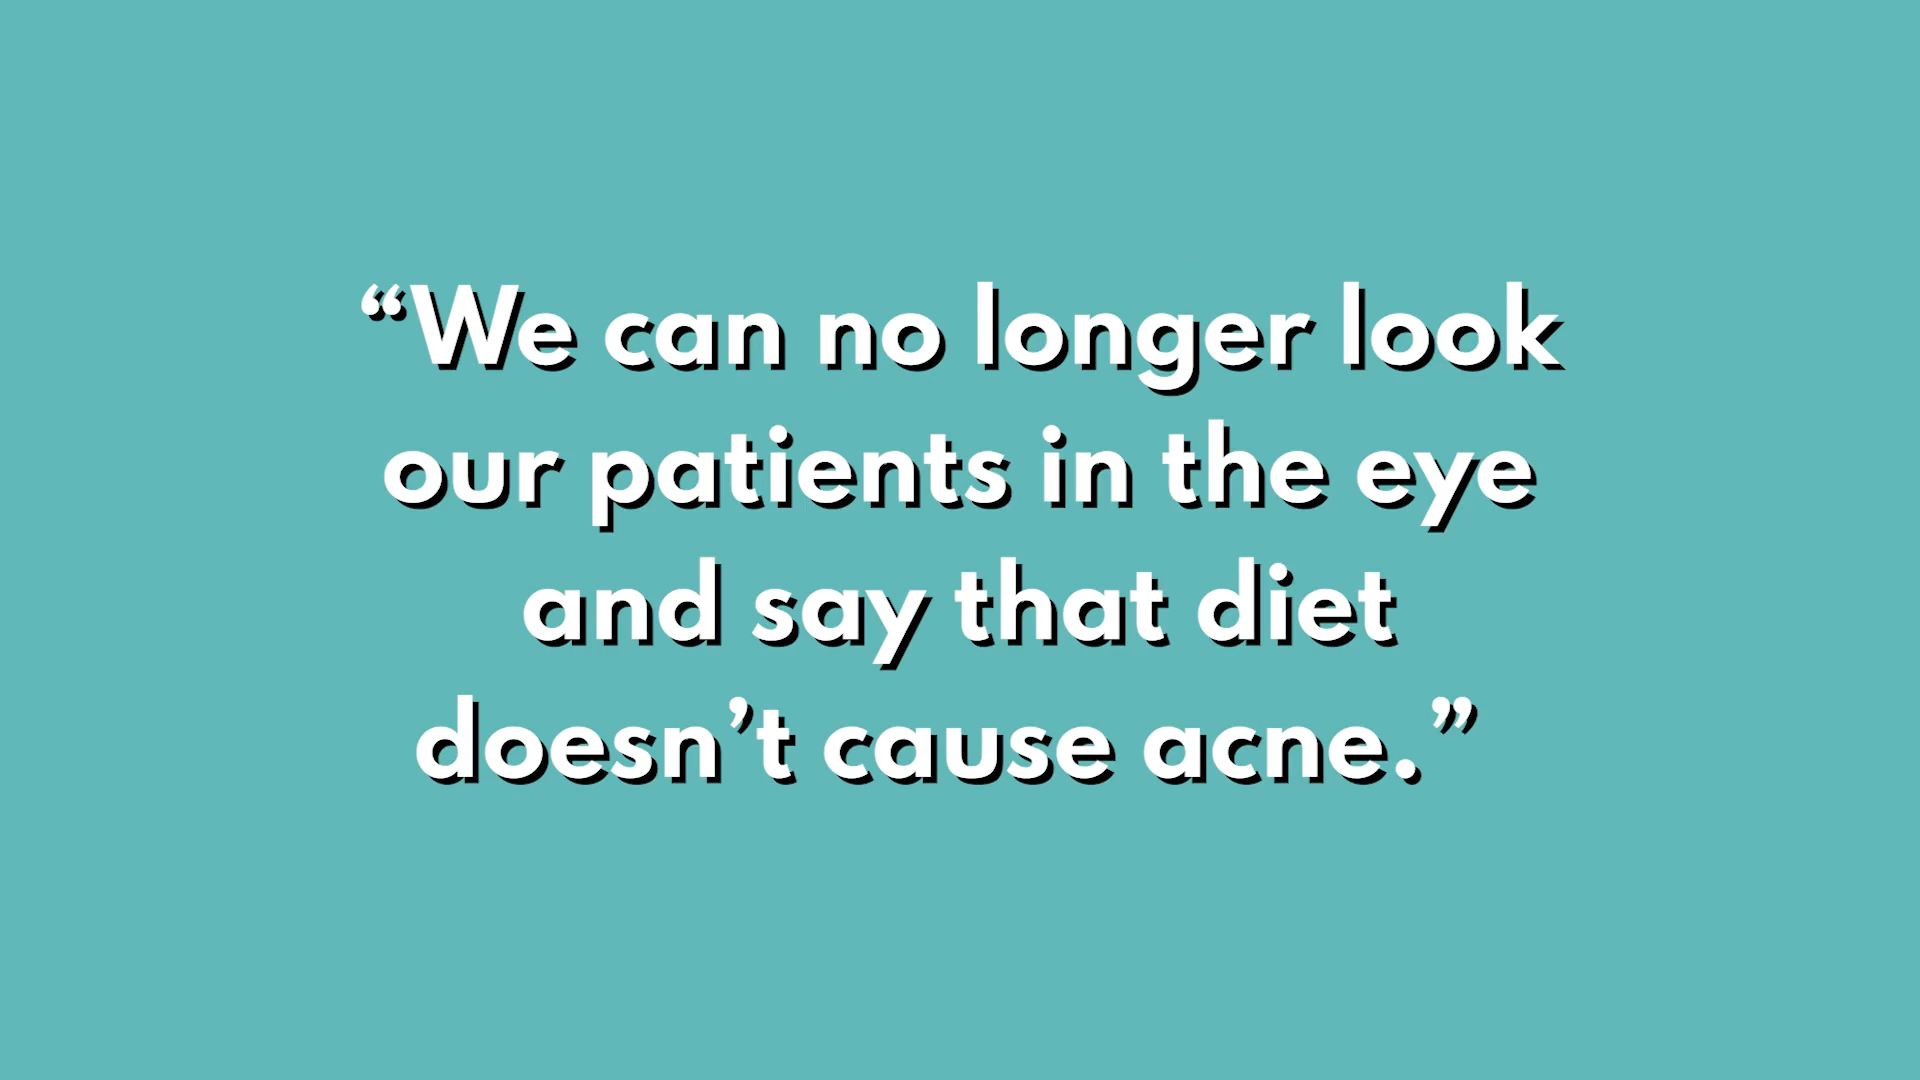 “We can no longer look
our patients in the eye
and say that diet
doesn’t cause acne.”